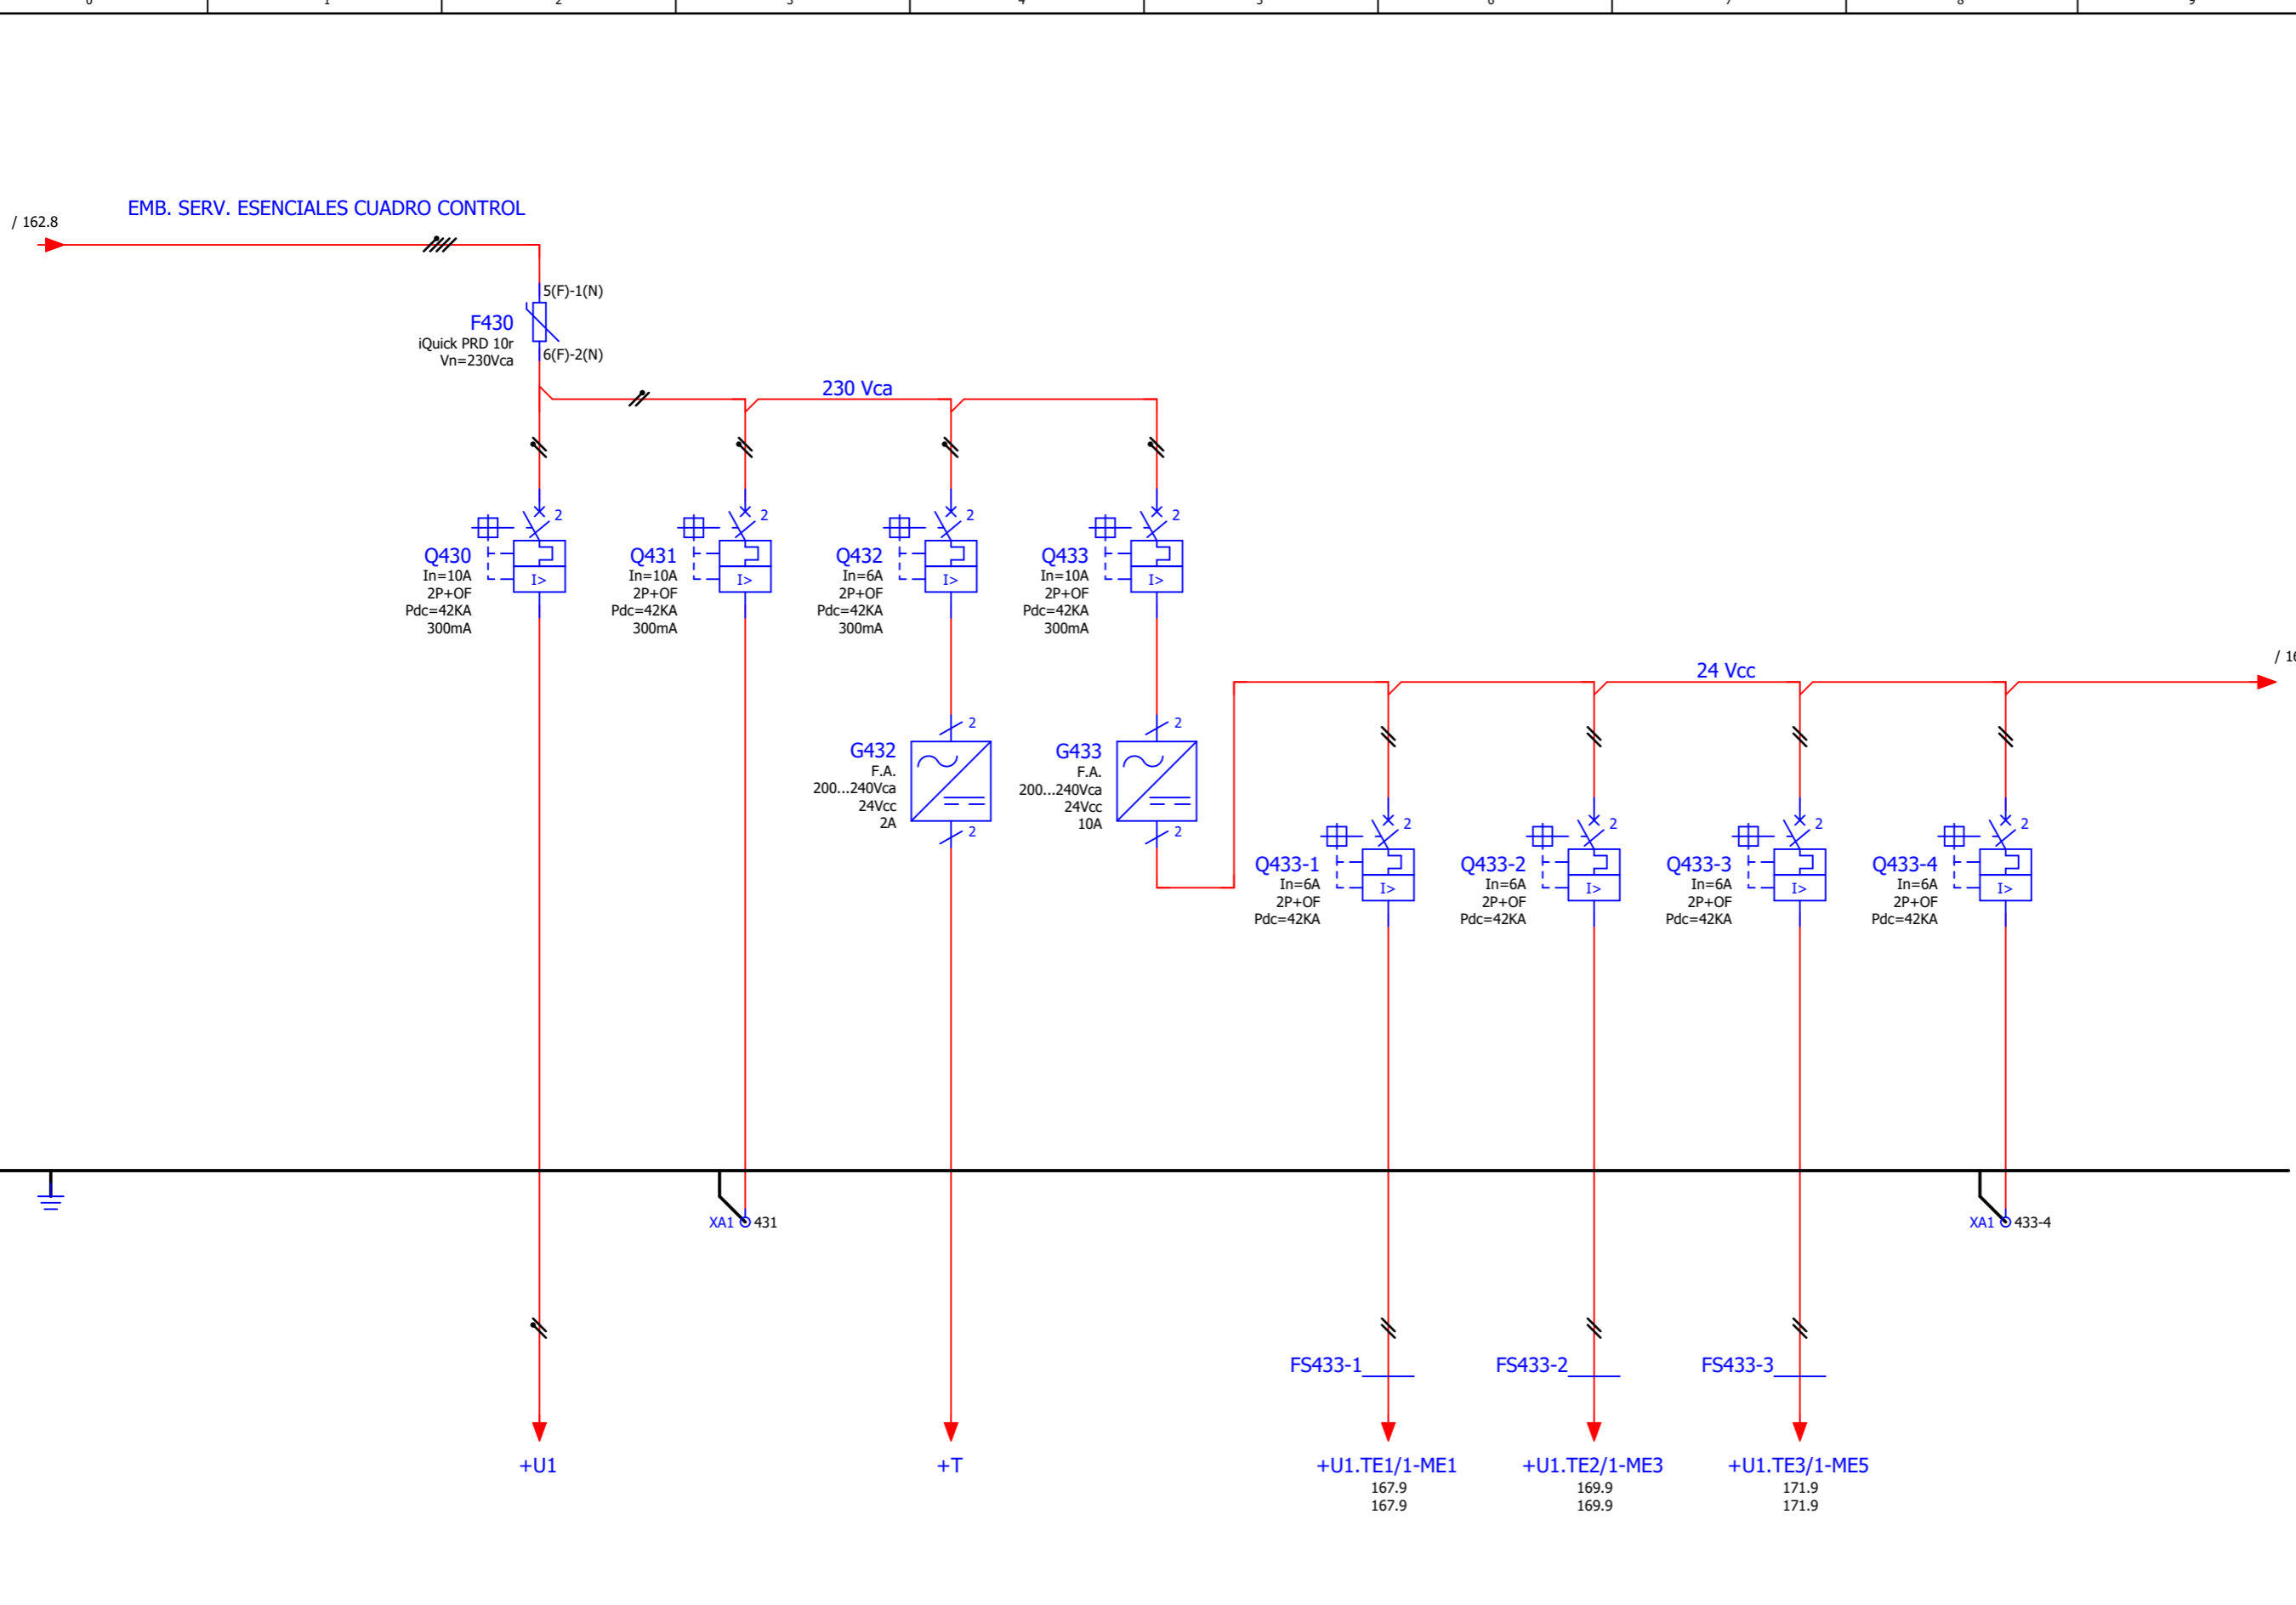 EMB. SERV. ESENCIALES CUADRO CONTROL
/ 162.8
5(F)-1(N)
F430
iQuick PRD 10r
Vn=230Vca
6(F)-2(N)
230 Vca
2
Q430
In=10A
2P+OF
Pdc=42KA
300mA
I>
2
Q431
In=10A
2P+OF
Pdc=42KA
300mA
I>
2
Q432
In=6A
2P+OF
Pdc=42KA
300mA
I>
2
Q433
In=10A
2P+OF
Pdc=42KA
300mA
I>
24 Vcc
2
G432
F.A.
200...240Vca
24Vcc
2A
2
2
G433
F.A.
200...240Vca
24Vcc
10A
2
2
Q433-1
In=6A
2P+OF
Pdc=42KA
I>
2
Q433-2
In=6A
2P+OF
Pdc=42KA
I>
2
Q433-3
In=6A
2P+OF
Pdc=42KA
I>
2
Q433-4
In=6A
2P+OF
Pdc=42KA
I>
XA1 431
XA1 433-4
FS433-1
FS433-2
FS433-3
+U1
+T
+U1.TE1/1-ME1
167.9
167.9
+U1.TE2/1-ME3
169.9
169.9
+U1.TE3/1-ME5
171.9
171.9